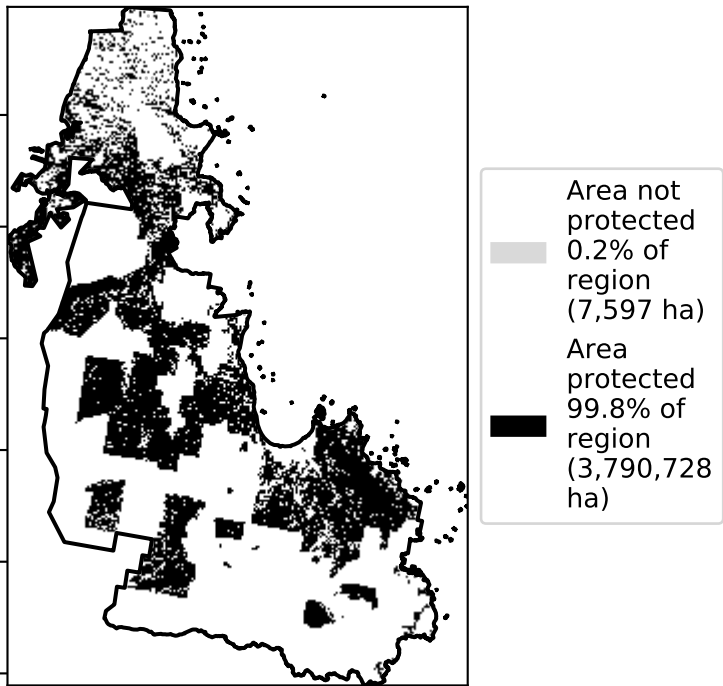 Area not
protected
0.2% of
region
(7,597 ha)
Area
protected
99.8% of
region
(3,790,728
ha)